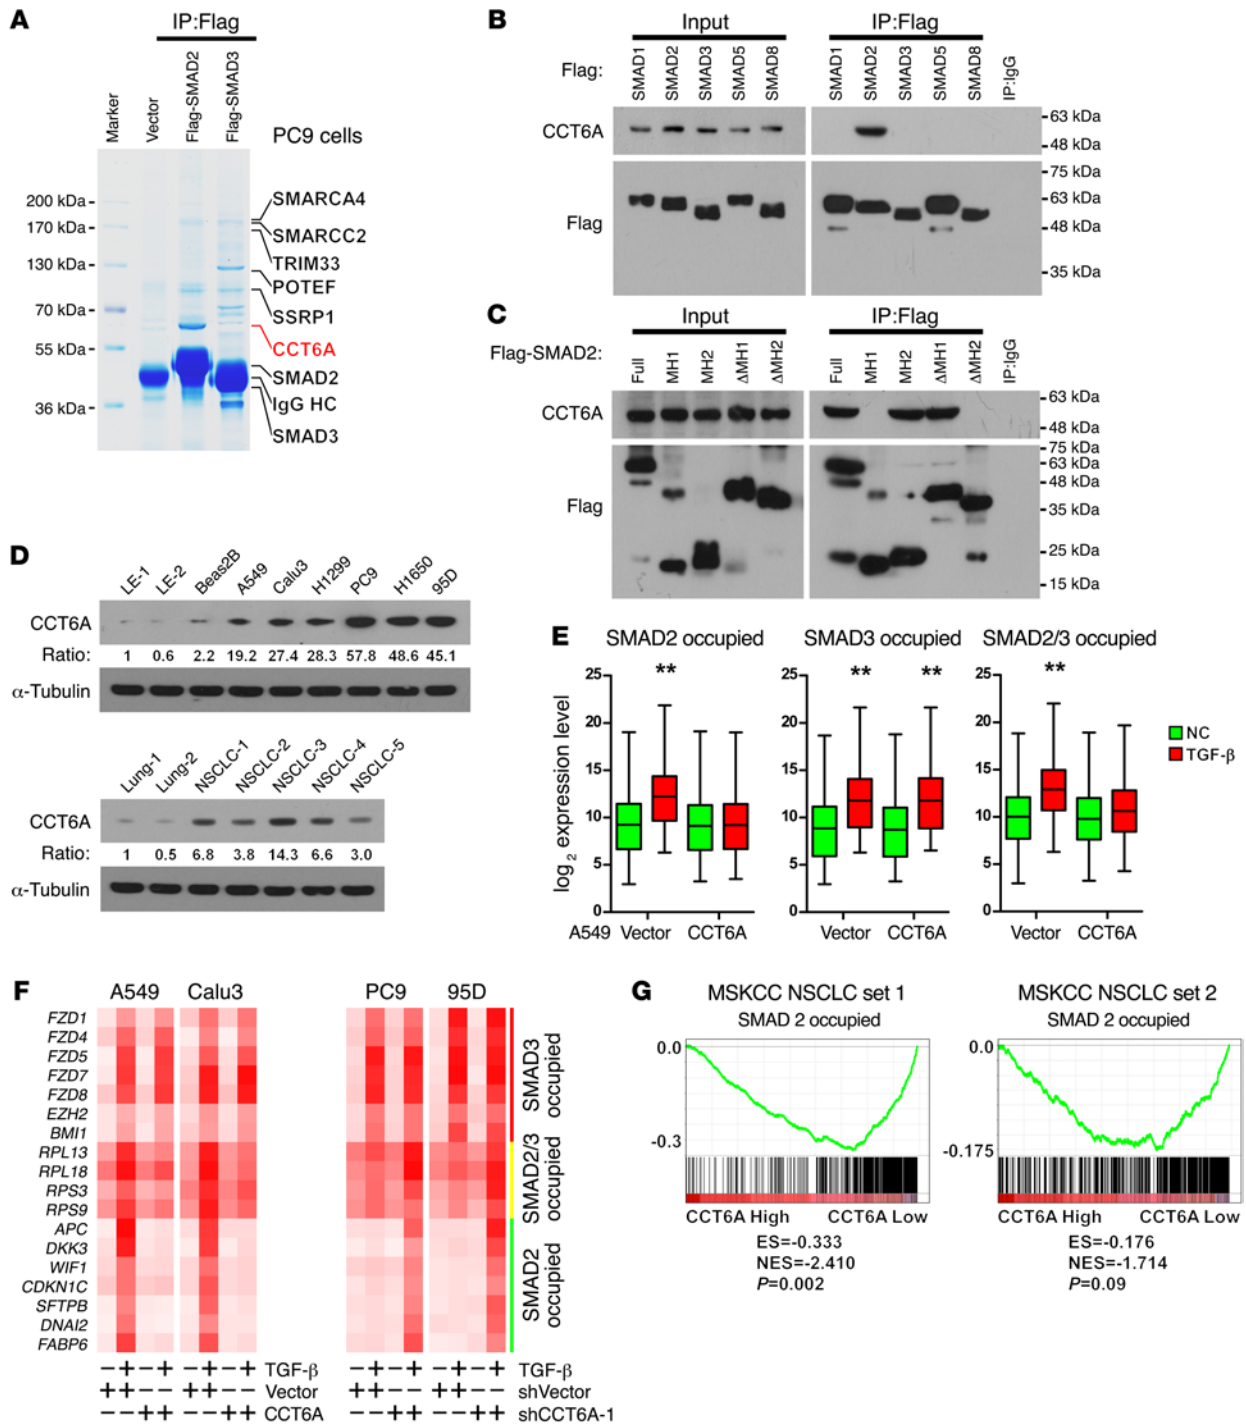 A
IP:Flag
Marker
Vector
Flag-SMAD2
Flag-SMAD3
PC9 cells
200 kDa
170 kDa
130 kDa
70 kDa
55 kDa
36 kDa
SMARCA4
SMARCC2
TRIM33
POTEF
SSRP1
CCT6A
SMAD2
IgG HC
SMAD3
B
Input
IP:Flag
Flag:
SMAD1
SMAD2
SMAD3
SMAD5
SMAD8
SMAD1
SMAD2
SMAD3
SMAD5
SMAD8
IP:IgG
CCT6A
63 kDa
48 kDa
Flag
75 kDa
63 kDa
48 kDa
35 kDa
C
Input
IP:Flag
Flag-SMAD2:
Full
MH1
MH2
ΔMH1
ΔMH2
Full
MH1
MH2
ΔMH1
ΔMH2
IP:IgG
CCT6A
63 kDa
48 kDa
Flag
75 kDa
63 kDa
48 kDa
35 kDa
25 kDa
15 kDa
D
LE-1
LE-2
Beas2B
A549
Calu3
H1299
PC9
H1650
95D
CCT6A
Ratio: 1 0.6 2.2 19.2 27.4 28.3 57.8 48.6 45.1
α-Tubulin
Lung-1
Lung-2
NSCLC-1
NSCLC-2
NSCLC-3
NSCLC-4
NSCLC-5
CCT6A
Ratio: 1 0.5 6.8 3.8 14.3 6.6 3.0
α-Tubulin
E
SMAD2 occupied
SMAD3 occupied
SMAD2/3 occupied
log2 expression level
25
20
15
10
5
0
**
25
20
15
10
5
0
** **
25
20
15
10
5
0
**
NC
TGF-β
A549 Vector CCT6A
Vector CCT6A
Vector CCT6A
F
A549 Calu3 PC9 95D
FZD1
FZD4
FZD5
FZD7
FZD8
EZH2
BMI1
RPL13
RPL18
RPS3
RPS9
APC
DKK3
WIF1
CDKN1C
SFTPB
DNAI2
FABP6
SMAD3 occupied
SMAD2/3 occupied
SMAD2 occupied
−+−+ −+−+ TGF-β
++−− ++−− Vector
−−++ −−++ CCT6A
−+−+ −+−+ TGF-β
++−− ++−− shVector
−−++ −−++ shCCT6A-1
G
MSKCC NSCLC set 1
SMAD 2 occupied
0.0
-0.3
CCT6A High CCT6A Low
ES=-0.333
NES=-2.410
P=0.002
MSKCC NSCLC set 2
SMAD 2 occupied
0.0
-0.175
CCT6A High CCT6A Low
ES=-0.176
NES=-1.714
P=0.09